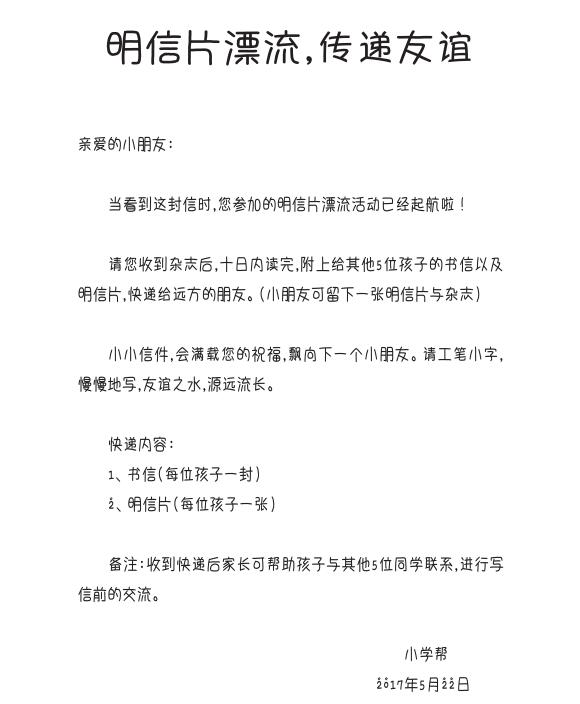 明信片漂流,传递友谊
亲爱的小朋友:
当看到这封信时,您参加的明信片漂流活动已经起航啦！
请您收到杂志后,十日内读完,附上给其他5位孩子的书信以及
明信片,快递给远方的朋友。(小朋友可留下一张明信片与杂志)
小小信件,会满载您的祝福,飘向下一个小朋友。请工笔小字,
慢慢地写,友谊之水,源远流长。
快递内容:
1、书信(每位孩子一封)
2、明信片(每位孩子一张)
备注:收到快递后家长可帮助孩子与其他5位同学联系,进行写
信前的交流。
小学帮
2017年5月22日